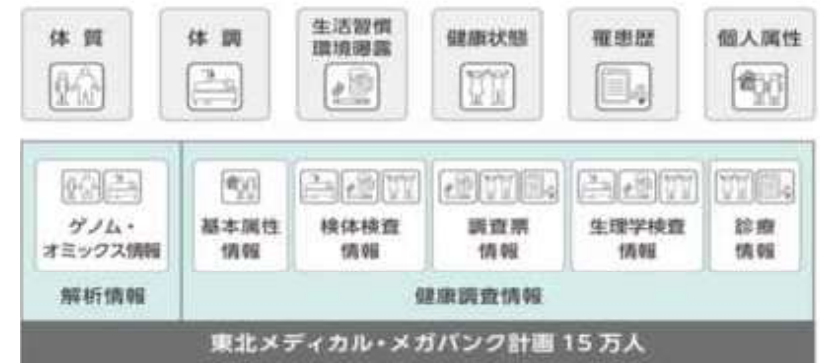 体質
体調
生活習慣
環境曝露
健康状態
罹患歴
個人属性
ゲノム・
オミックス情報
基本属性
情報
検体検査
情報
調査票
情報
生理学検査
情報
診療
情報
解析情報
健康調査情報
東北メディカル・メガバンク計画 15万人